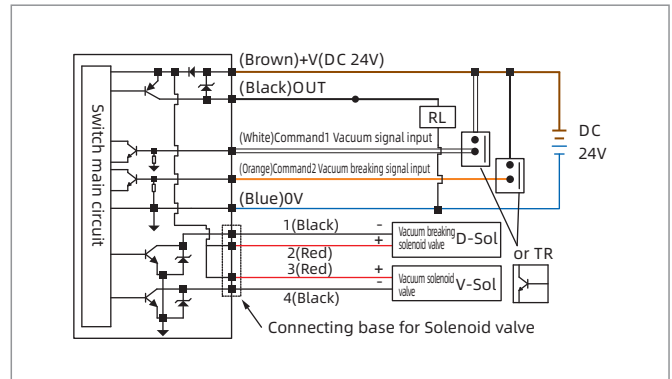 (Brown)+V(DC 24V)
(Black)OUT
RL
(White)Command1 Vacuum signal input
(Orange)Command2 Vacuum breaking signal input
(Blue)0V
DC
24V
Switch main circuit
1(Black)
-
+
Vacuum breaking
solenoid valve
D-Sol
2(Red)
3(Red)
+
-
Vacuum solenoid
valve
V-Sol
4(Black)
or TR
Connecting base for Solenoid valve